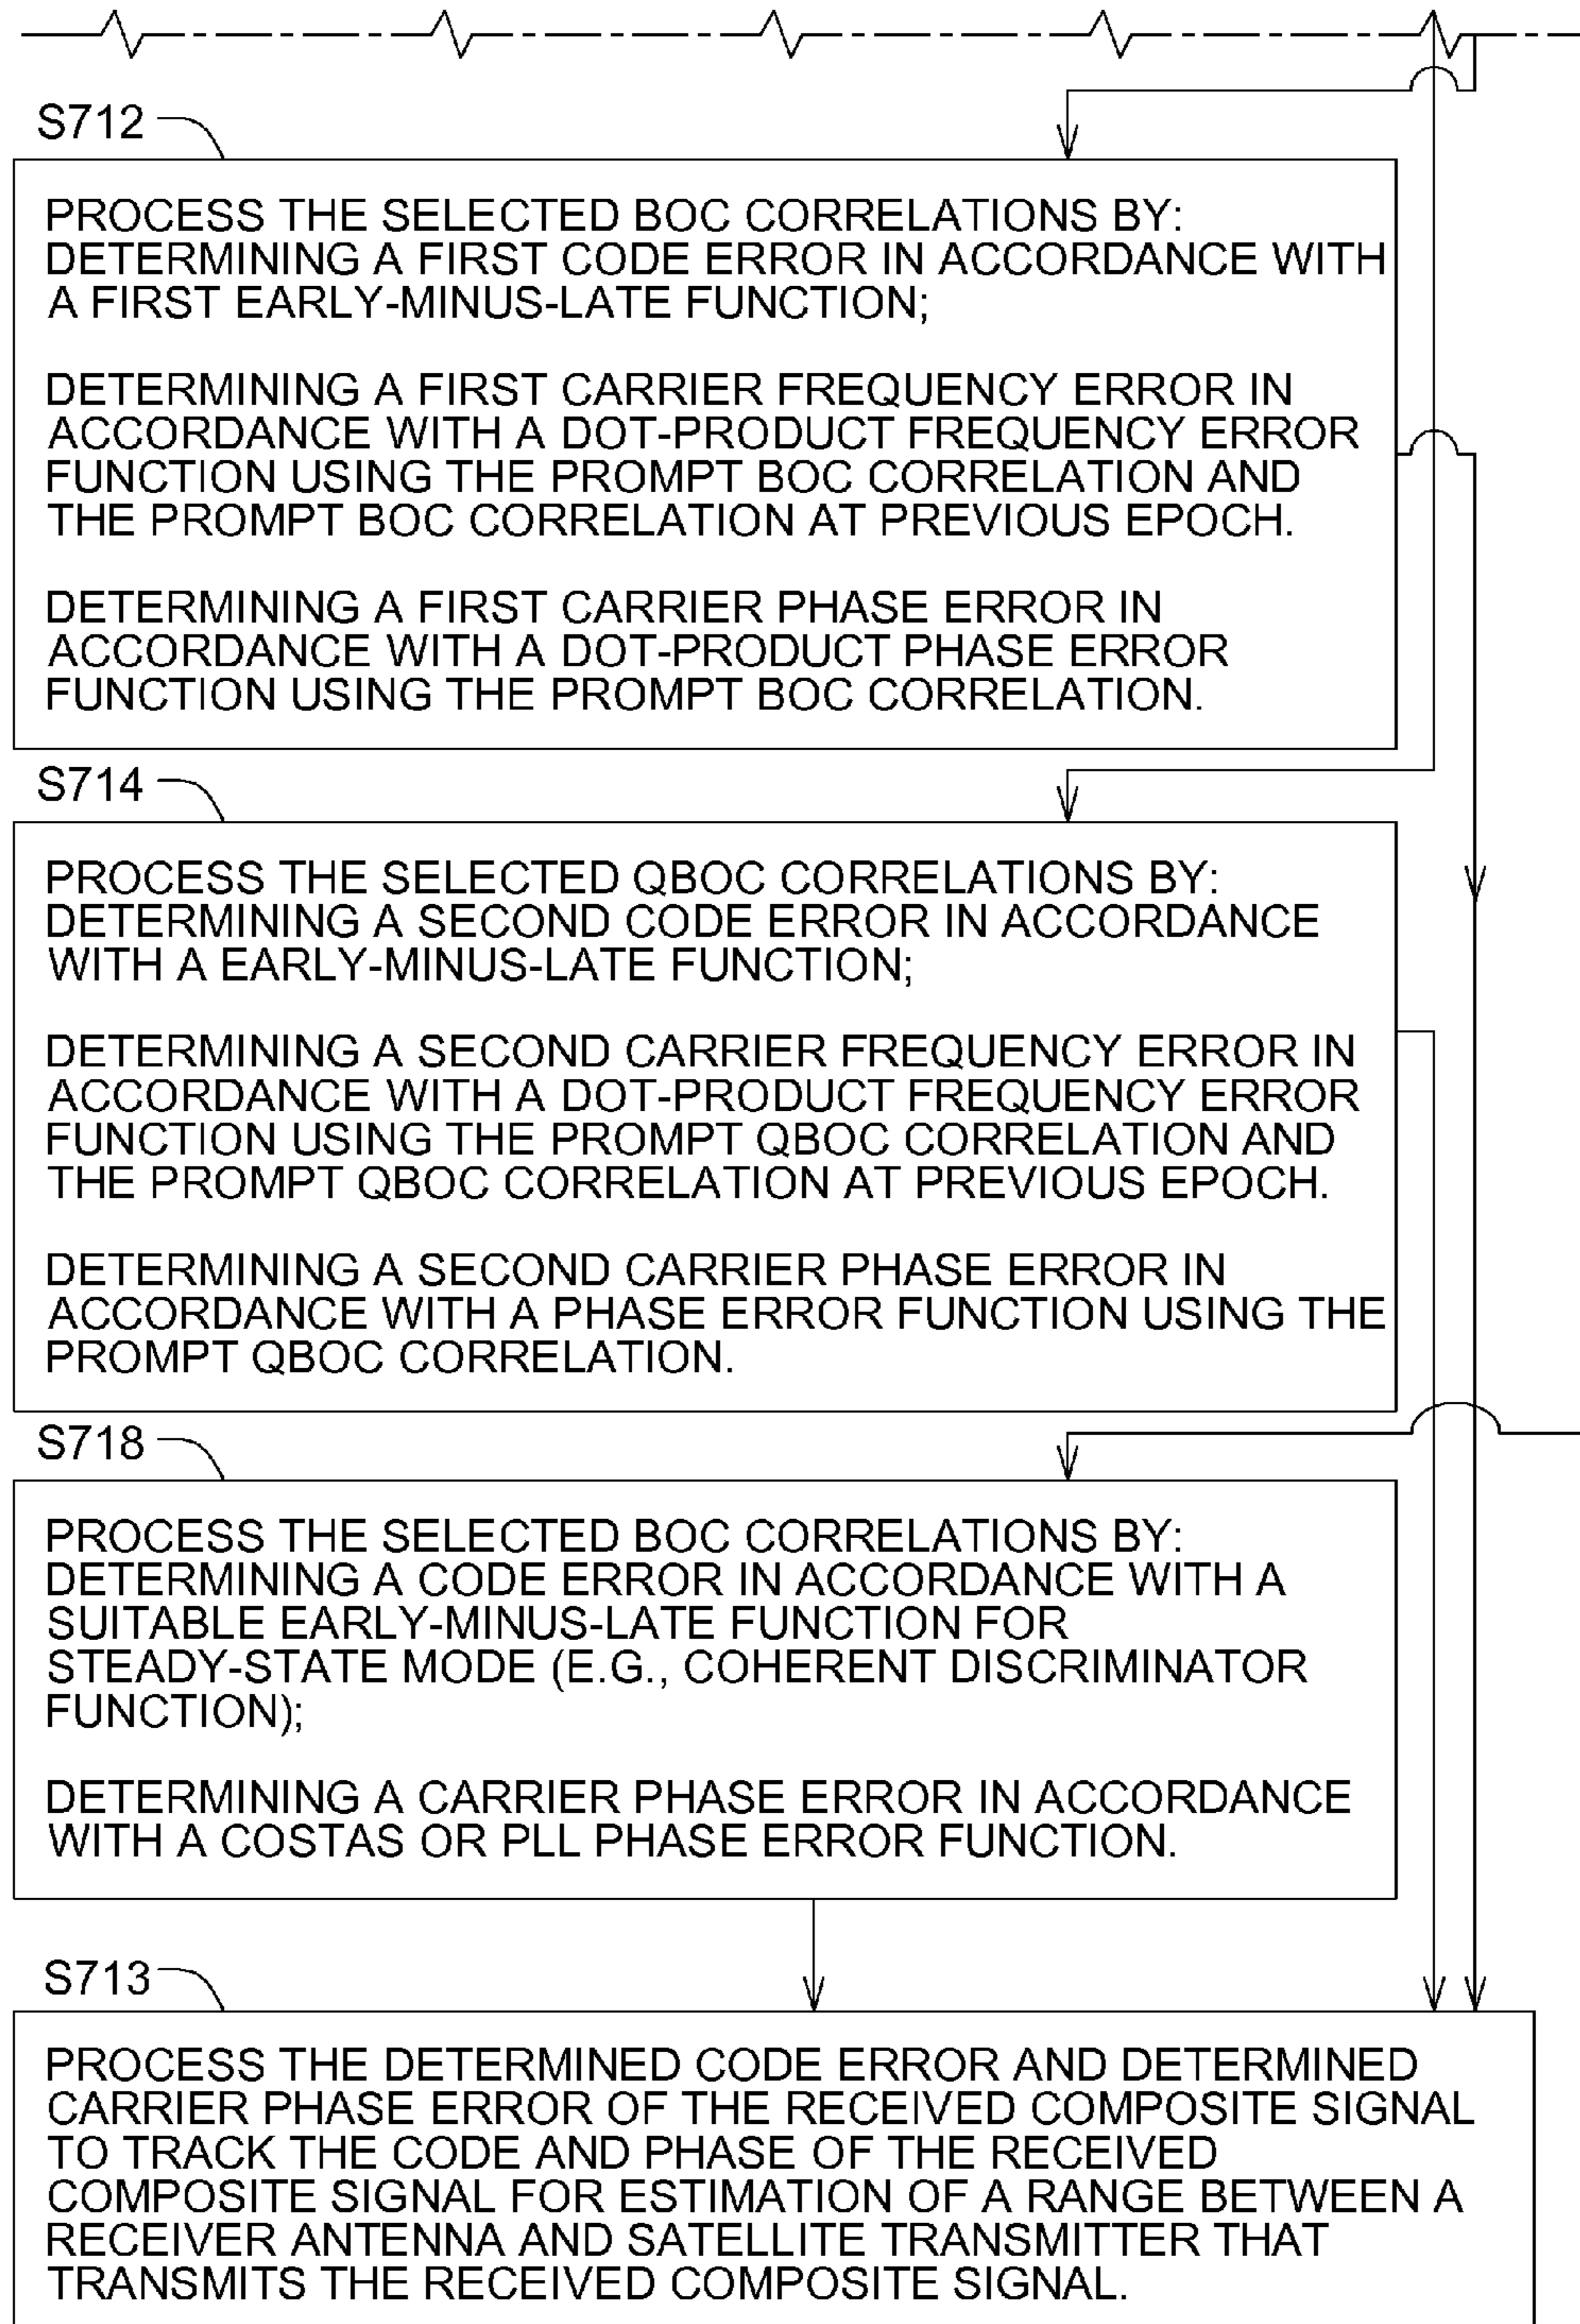 S712
PROCESS THE SELECTED BOC CORRELATIONS BY:
DETERMINING A FIRST CODE ERROR IN ACCORDANCE WITH
A FIRST EARLY-MINUS-LATE FUNCTION;
DETERMINING A FIRST CARRIER FREQUENCY ERROR IN
ACCORDANCE WITH A DOT-PRODUCT FREQUENCY ERROR
FUNCTION USING THE PROMPT BOC CORRELATION AND
THE PROMPT BOC CORRELATION AT PREVIOUS EPOCH.
DETERMINING A FIRST CARRIER PHASE ERROR IN
ACCORDANCE WITH A DOT-PRODUCT PHASE ERROR
FUNCTION USING THE PROMPT BOC CORRELATION.
S714
PROCESS THE SELECTED QBOC CORRELATIONS BY:
DETERMINING A SECOND CODE ERROR IN ACCORDANCE
WITH A EARLY-MINUS-LATE FUNCTION;
DETERMINING A SECOND CARRIER FREQUENCY ERROR IN
ACCORDANCE WITH A DOT-PRODUCT FREQUENCY ERROR
FUNCTION USING THE PROMPT QBOC CORRELATION AND
THE PROMPT QBOC CORRELATION AT PREVIOUS EPOCH.
DETERMINING A SECOND CARRIER PHASE ERROR IN
ACCORDANCE WITH A PHASE ERROR FUNCTION USING THE
PROMPT QBOC CORRELATION.
S718
PROCESS THE SELECTED BOC CORRELATIONS BY:
DETERMINING A CODE ERROR IN ACCORDANCE WITH A
SUITABLE EARLY-MINUS-LATE FUNCTION FOR
STEADY-STATE MODE (E.G., COHERENT DISCRIMINATOR
FUNCTION);
DETERMINING A CARRIER PHASE ERROR IN ACCORDANCE
WITH A COSTAS OR PLL PHASE ERROR FUNCTION.
S713
PROCESS THE DETERMINED CODE ERROR AND DETERMINED
CARRIER PHASE ERROR OF THE RECEIVED COMPOSITE SIGNAL
TO TRACK THE CODE AND PHASE OF THE RECEIVED
COMPOSITE SIGNAL FOR ESTIMATION OF A RANGE BETWEEN A
RECEIVER ANTENNA AND SATELLITE TRANSMITTER THAT
TRANSMITS THE RECEIVED COMPOSITE SIGNAL.